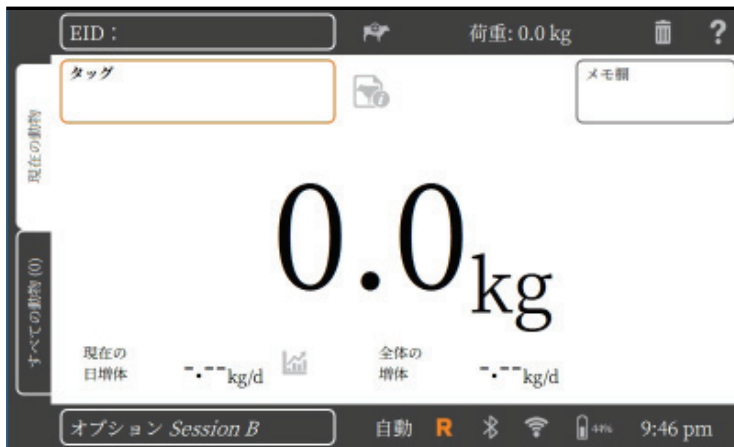 EID：
荷重: 0.0 kg
?
タッグ
メモ欄
現在の動物
0.0kg
すべての動物 (0)
現在の
日増体
-.--kg/d
全体の
増体
-.--kg/d
オプション Session B
自動
R
44%
9:46 pm